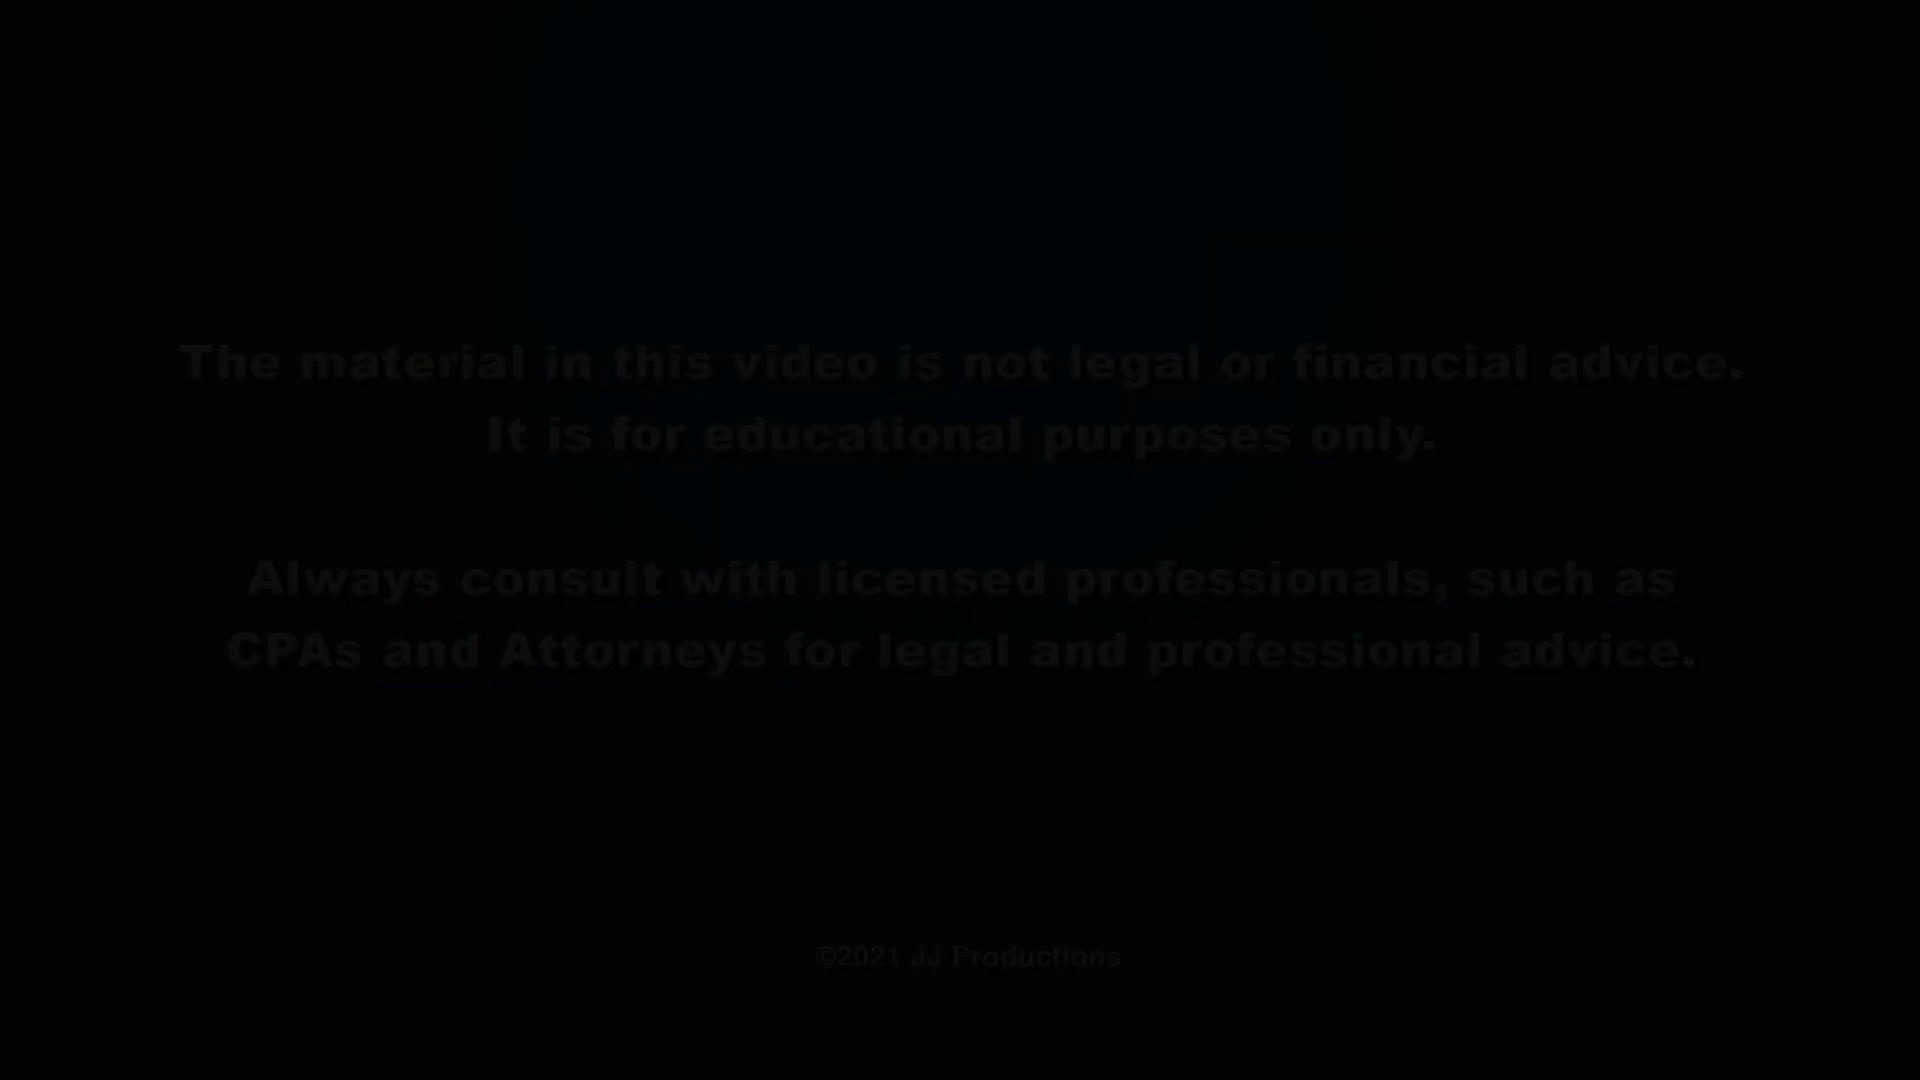 The material in this video is not legal or financial advice.
It is for educational purposes only.
Always consult with licensed professionals, such as
CPAs and Attorneys for legal and professional advice.
©2021 JJ Productions